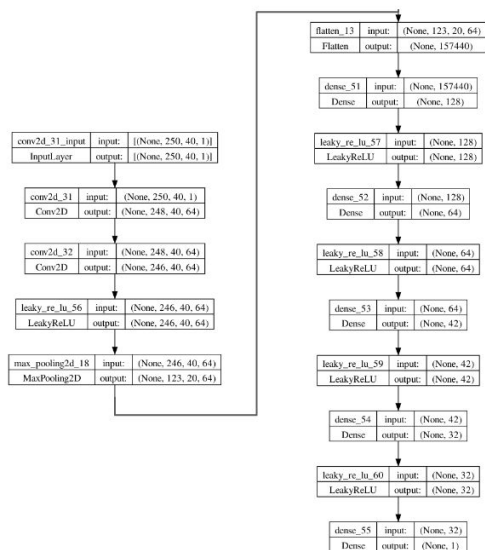 conv2d_31_input input: [(None, 250, 40, 1)]
InputLayer output: [(None, 250, 40, 1)]
conv2d_31 input: (None, 250, 40, 1)
Conv2D output: (None, 248, 40, 64)
conv2d_32 input: (None, 248, 40, 64)
Conv2D output: (None, 246, 40, 64)
leaky_re_lu_56 input: (None, 246, 40, 64)
LeakyReLU output: (None, 246, 40, 64)
max_pooling2d_18 input: (None, 246, 40, 64)
MaxPooling2D output: (None, 123, 20, 64)
flatten_13 input: (None, 123, 20, 64)
Flatten output: (None, 157440)
dense_51 input: (None, 157440)
Dense output: (None, 128)
leaky_re_lu_57 input: (None, 128)
LeakyReLU output: (None, 128)
dense_52 input: (None, 128)
Dense output: (None, 64)
leaky_re_lu_58 input: (None, 64)
LeakyReLU output: (None, 64)
dense_53 input: (None, 64)
Dense output: (None, 42)
leaky_re_lu_59 input: (None, 42)
LeakyReLU output: (None, 42)
dense_54 input: (None, 42)
Dense output: (None, 32)
leaky_re_lu_60 input: (None, 32)
LeakyReLU output: (None, 32)
dense_55 input: (None, 32)
Dense output: (None, 1)